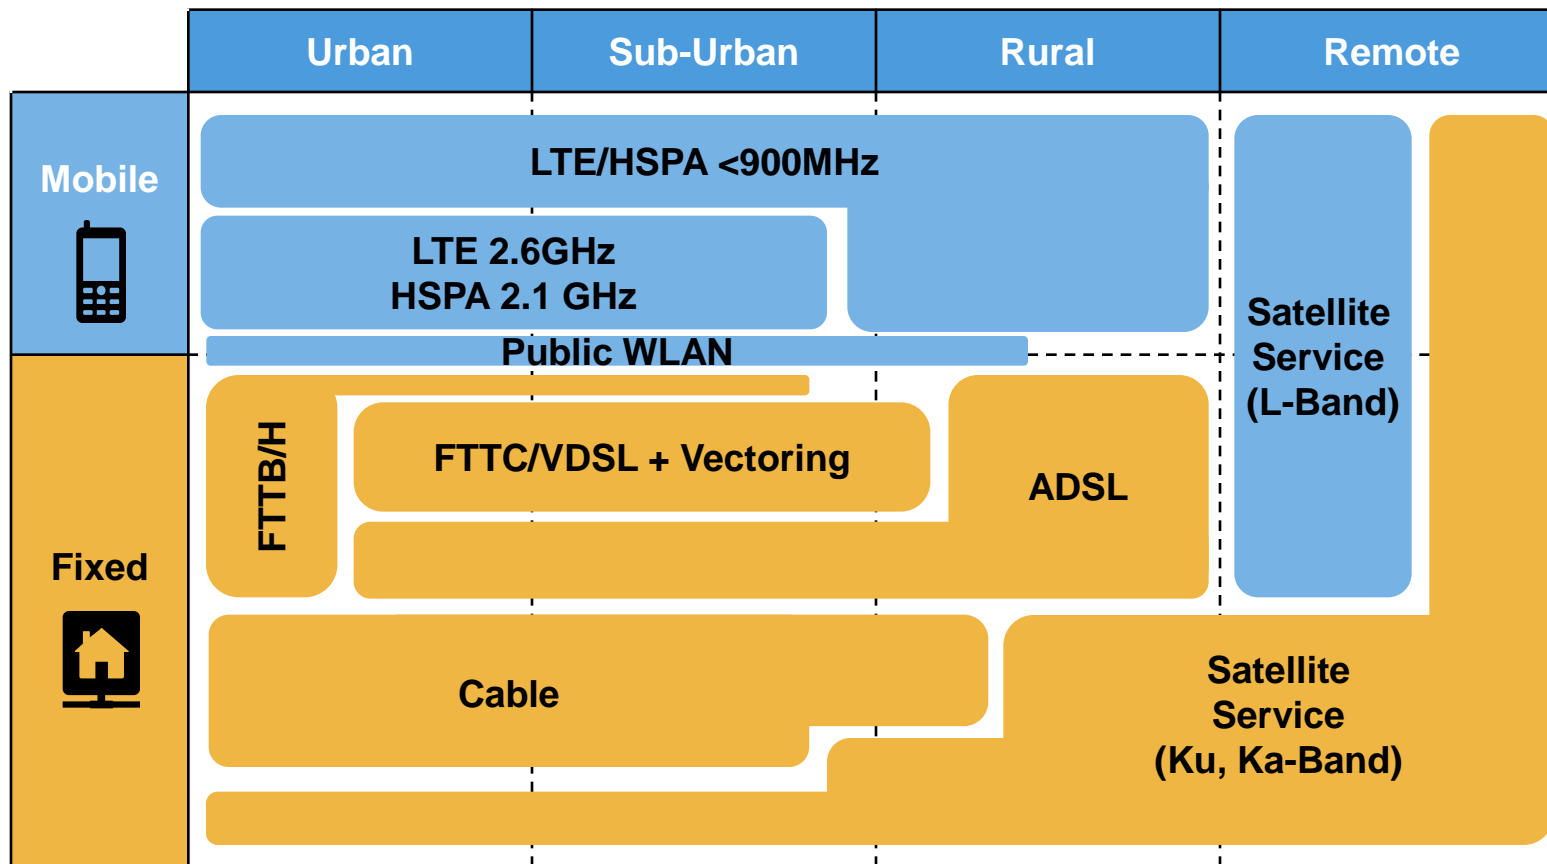 Urban
Sub-Urban
Rural
Remote
Mobile
LTE/HSPA <900MHz
LTE 2.6GHz
HSPA 2.1 GHz
Public WLAN
Satellite
Service
(L-Band)
Fixed
FTTB/H
FTTC/VDSL + Vectoring
ADSL
Cable
Satellite
Service
(Ku, Ka-Band)